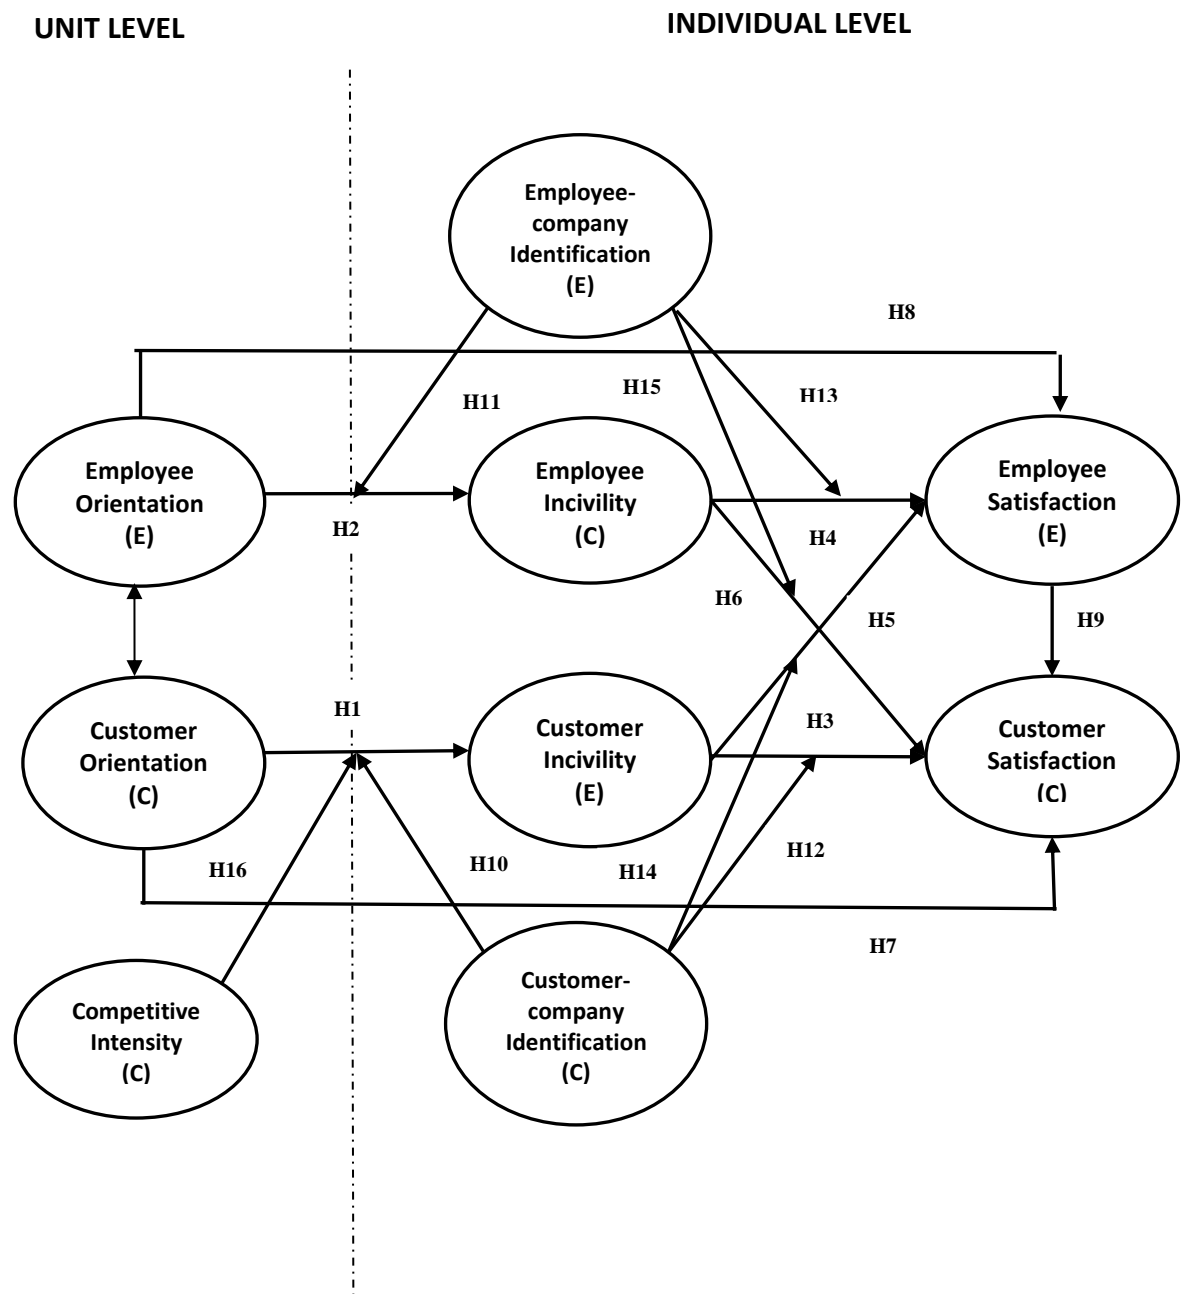 UNIT LEVEL
INDIVIDUAL LEVEL
Employee-
company
Identification
(E)
H8
H15
H13
H11
Employee
Orientation
(E)
Employee
Incivility
(C)
Employee
Satisfaction
(E)
H2
H4
H6
H5
H9
H1
H3
Customer
Orientation
(C)
Customer
Incivility
(E)
Customer
Satisfaction
(C)
H16
H10
H14
H12
H7
Competitive
Intensity
(C)
Customer-
company
Identification
(C)